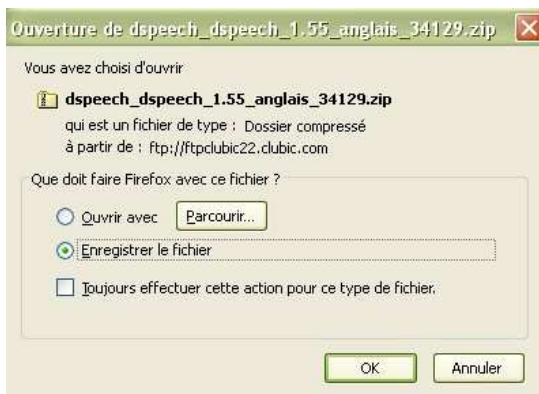 Ouverture de dspeech_dspeech_1.55_anglais_34129.zip
Vous avez choisi d'ouvrir
dspeech_dspeech_1.55_anglais_34129.zip
qui est un fichier de type : Dossier compressé
à partir de : ftp://ftpclubic22.clubic.com
Que doit faire Firefox avec ce fichier ?
Ouvrir avec Parcourir...
Enregistrer le fichier
Toujours effectuer cette action pour ce type de fichier.
OK Annuler